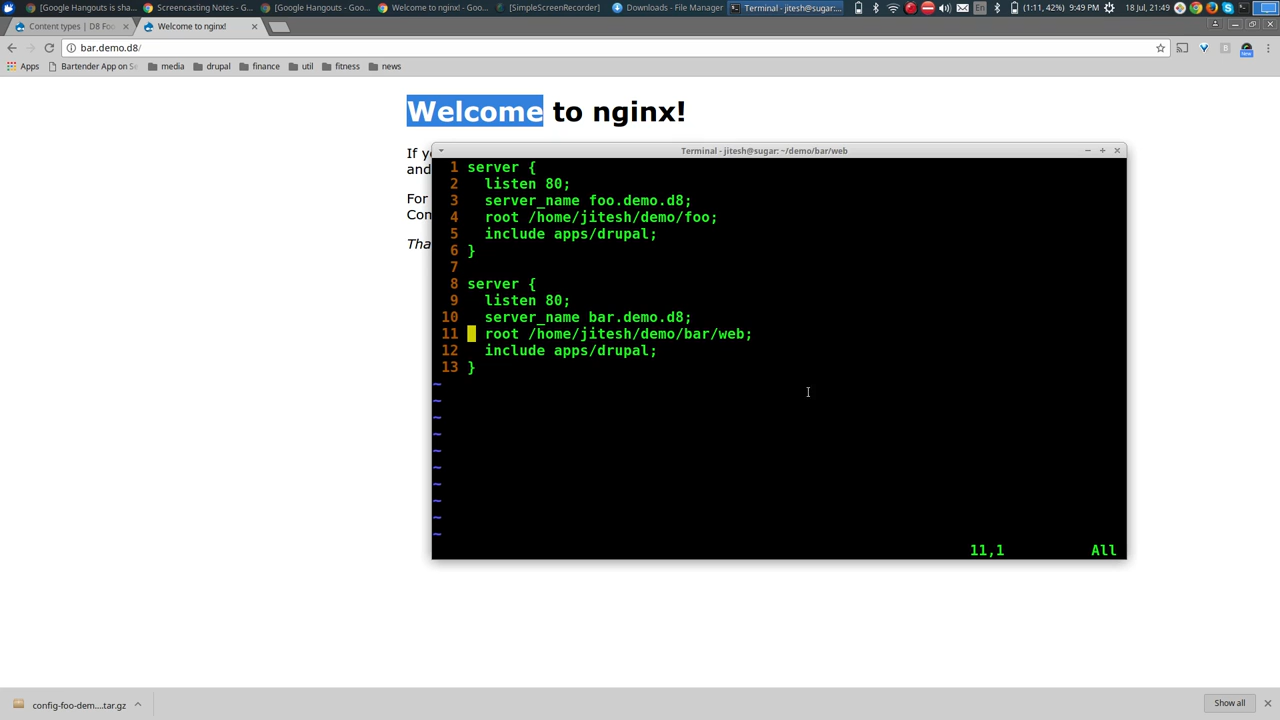 [Google Hangouts is sha...
Screencasting Notes - G...
[Google Hangouts - Goo...
Welcome to nginx! - Goo...
[SimpleScreenRecorder]
Downloads - File Manager
Terminal - jitesh@sugar:...
En
(1:11, 42%)
9:49 PM
18 Jul, 21:49
Content types | D8 Foo
Welcome to nginx!
bar.demo.d8/
Apps
Bartender App on Se
media
drupal
finance
util
fitness
news
Welcome to nginx!
If y
and
For
Con
Tha
Terminal - jitesh@sugar: ~/demo/bar/web
1 server {
2 listen 80;
3 server_name foo.demo.d8;
4 root /home/jitesh/demo/foo;
5 include apps/drupal;
6 }
7
8 server {
9 listen 80;
10 server_name bar.demo.d8;
11 root /home/jitesh/demo/bar/web;
12 include apps/drupal;
13 }
~
~
~
~
~
~
~
~
~
~
11,1 All
config-foo-dem....tar.gz
Show all